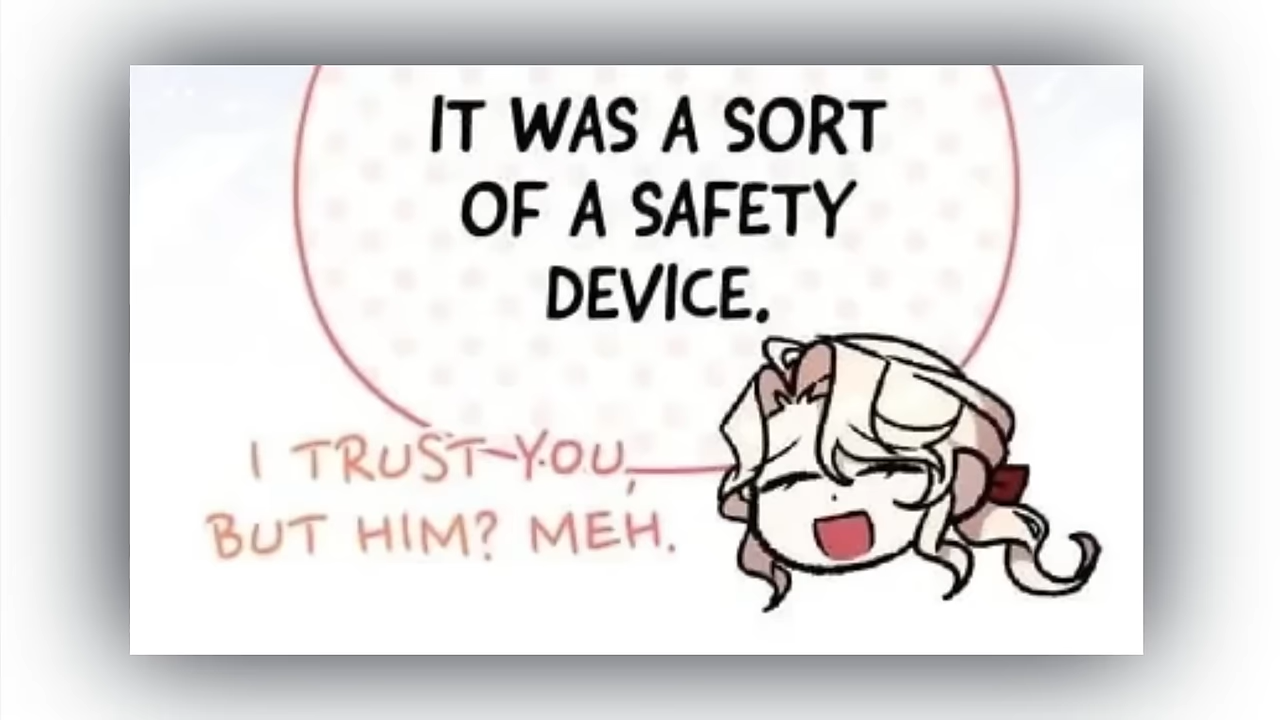 IT WAS A SORT
OF A SAFETY
DEVICE.
I TRUST YOU,
BUT HIM? MEH.